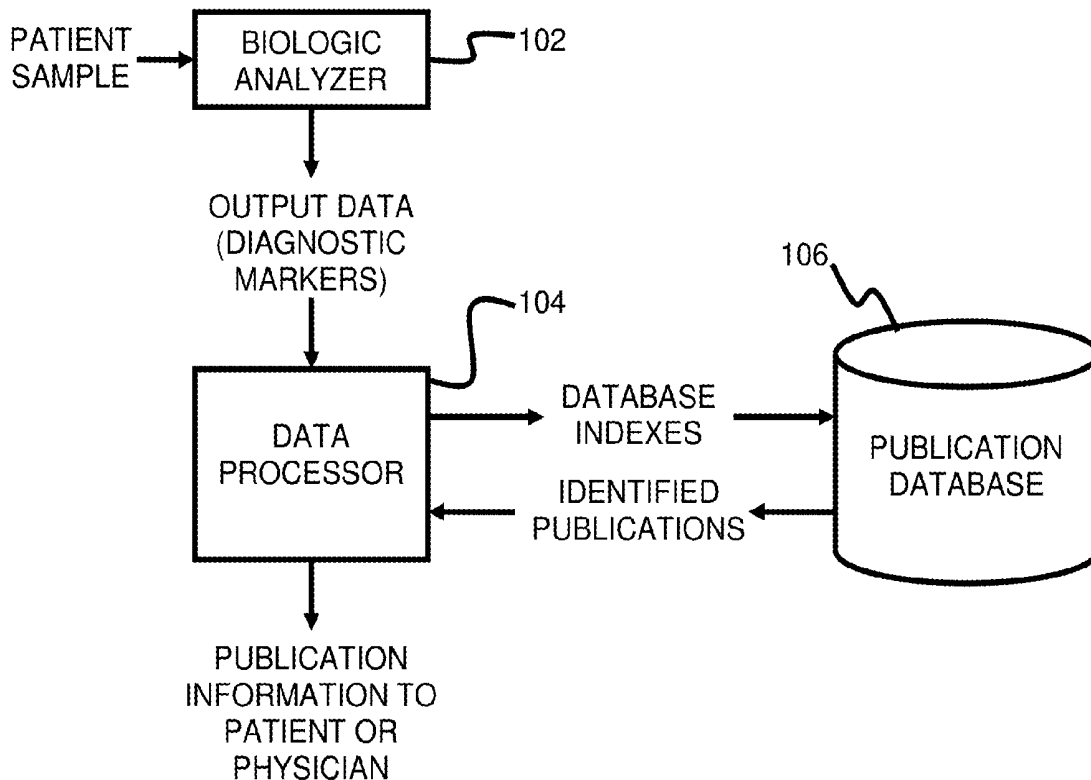 PATIENT
SAMPLE
BIOLOGIC
ANALYZER
102
OUTPUT DATA
(DIAGNOSTIC
MARKERS)
104
106
DATA
PROCESSOR
DATABASE
INDEXES
IDENTIFIED
PUBLICATIONS
PUBLICATION
DATABASE
PUBLICATION
INFORMATION TO
PATIENT OR
PHYSICIAN